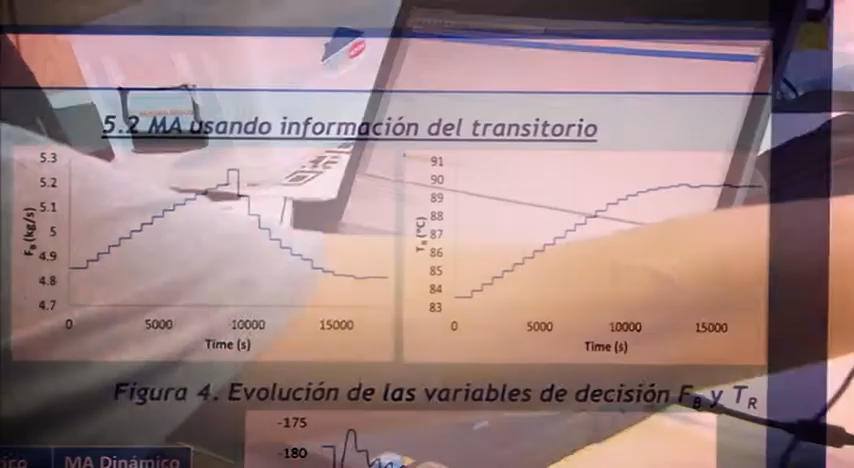 5.2 MA usando información del transitorio
5.3
5.2
5.1
5
4.9
4.8
4.7
F_B (kg/s)
0 5000 10000 15000
Time (s)
91
90
89
88
87
86
85
84
83
0 5000 10000 15000
Time (s)
Figura 4. Evolución de las variables de decisión F_B y T_R
-175
-180
MA Dinámico